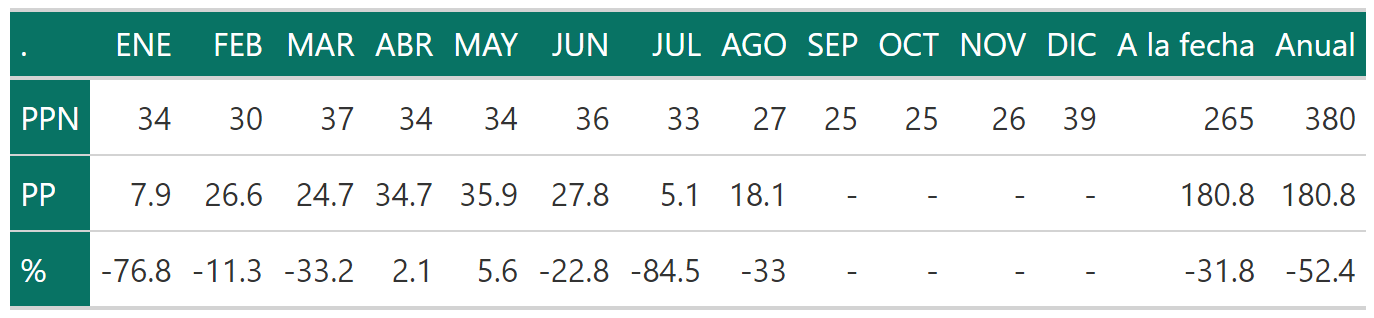 . ENE FEB MAR ABR MAY JUN JUL AGO SEP OCT NOV DIC A la fecha Anual
PPN 34 30 37 34 34 36 33 27 25 25 26 39 265 380
PP 7.9 26.6 24.7 34.7 35.9 27.8 5.1 18.1 - - - - 180.8 180.8
% -76.8 -11.3 -33.2 2.1 5.6 -22.8 -84.5 -33 - - - - -31.8 -52.4